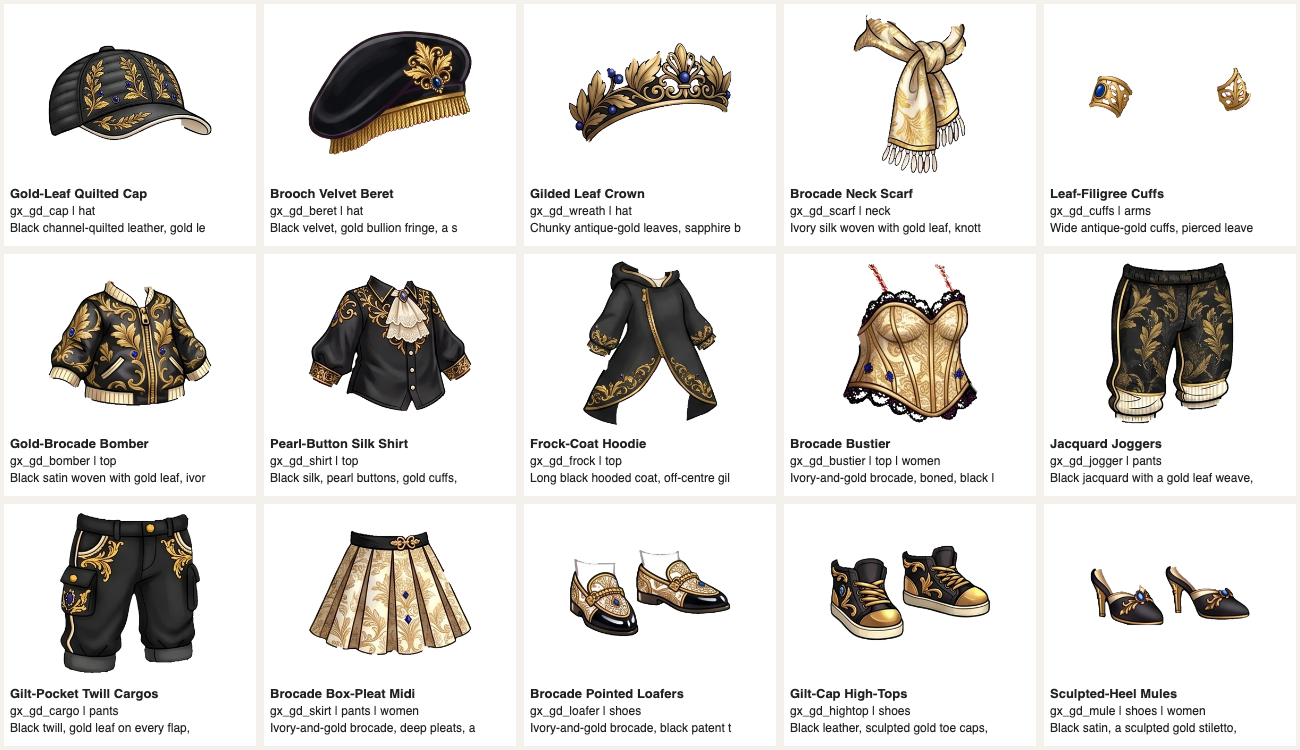 Gold-Leaf Quilted Cap
gx_gd_cap | hat
Black channel-quilted leather, gold le
Brooch Velvet Beret
gx_gd_beret | hat
Black velvet, gold bullion fringe, a s
Gilded Leaf Crown
gx_gd_wreath | hat
Chunky antique-gold leaves, sapphire b
Brocade Neck Scarf
gx_gd_scarf | neck
Ivory silk woven with gold leaf, knott
Leaf-Filigree Cuffs
gx_gd_cuffs | arms
Wide antique-gold cuffs, pierced leave
Gold-Brocade Bomber
gx_gd_bomber | top
Black satin woven with gold leaf, ivor
Pearl-Button Silk Shirt
gx_gd_shirt | top
Black silk, pearl buttons, gold cuffs,
Frock-Coat Hoodie
gx_gd_frock | top
Long black hooded coat, off-centre gil
Brocade Bustier
gx_gd_bustier | top | women
Ivory-and-gold brocade, boned, black l
Jacquard Joggers
gx_gd_jogger | pants
Black jacquard with a gold leaf weave,
Gilt-Pocket Twill Cargos
gx_gd_cargo | pants
Black twill, gold leaf on every flap,
Brocade Box-Pleat Midi
gx_gd_skirt | pants | women
Ivory-and-gold brocade, deep pleats, a
Brocade Pointed Loafers
gx_gd_loafer | shoes
Ivory-and-gold brocade, black patent t
Gilt-Cap High-Tops
gx_gd_hightop | shoes
Black leather, sculpted gold toe caps,
Sculpted-Heel Mules
gx_gd_mule | shoes | women
Black satin, a sculpted gold stiletto,